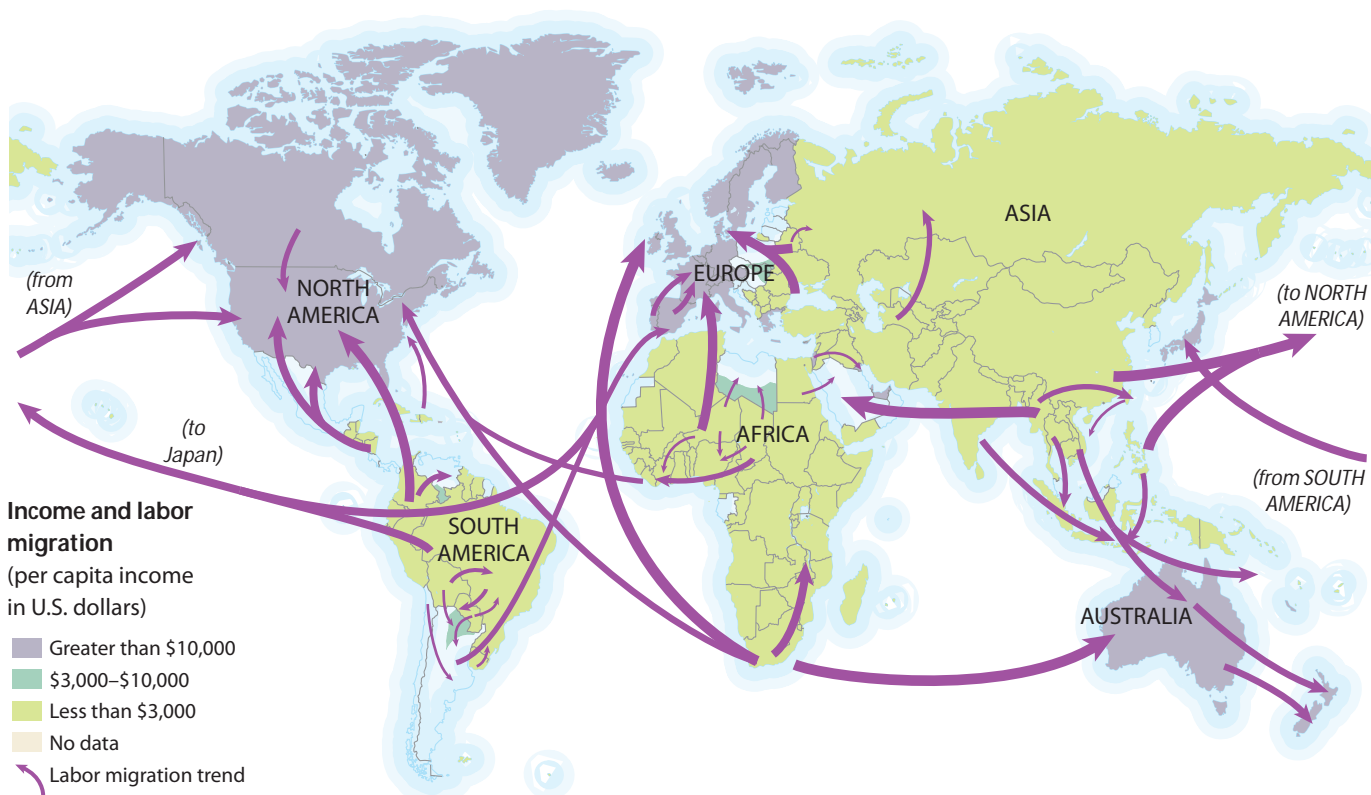 ASIA
(from
ASIA)
NORTH
AMERICA
EUROPE
(to NORTH
AMERICA)
(to
Japan)
AFRICA
(from SOUTH
AMERICA)
SOUTH
AMERICA
AUSTRALIA
Income and labor
migration
(per capita income
in U.S. dollars)
Greater than $10,000
$3,000–$10,000
Less than $3,000
No data
Labor migration trend